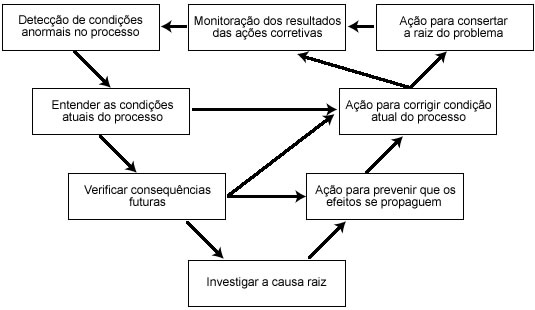 Detecção de condições
anormais no processo
Monitoração dos resultados
das ações corretivas
Ação para consertar
a raiz do problema
Entender as condições
atuais do processo
Ação para corrigir condição
atual do processo
Verificar consequências
futuras
Ação para prevenir que os
efeitos se propaguem
Investigar a causa raiz